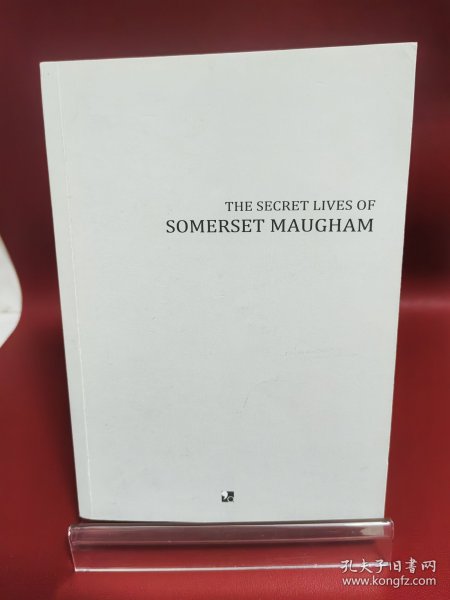 THE SECRET LIVES OF
SOMERSET MAUGHAM
孔夫子旧书网
www.kongfz.com